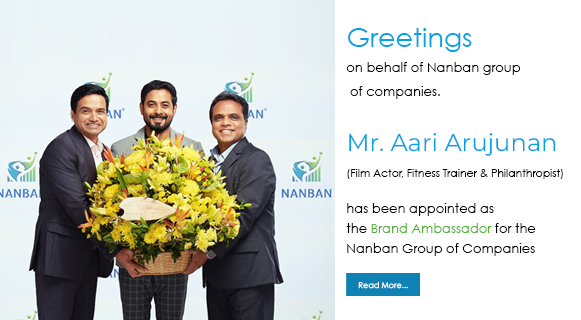 NANBAN
BAN®
NANBAN
NANBAN
Greetings
on behalf of Nanban group
of companies.
Mr. Aari Arujunan
(Film Actor, Fitness Trainer & Philanthropist)
has been appointed as
the Brand Ambassador for the
Nanban Group of Companies
Read More...